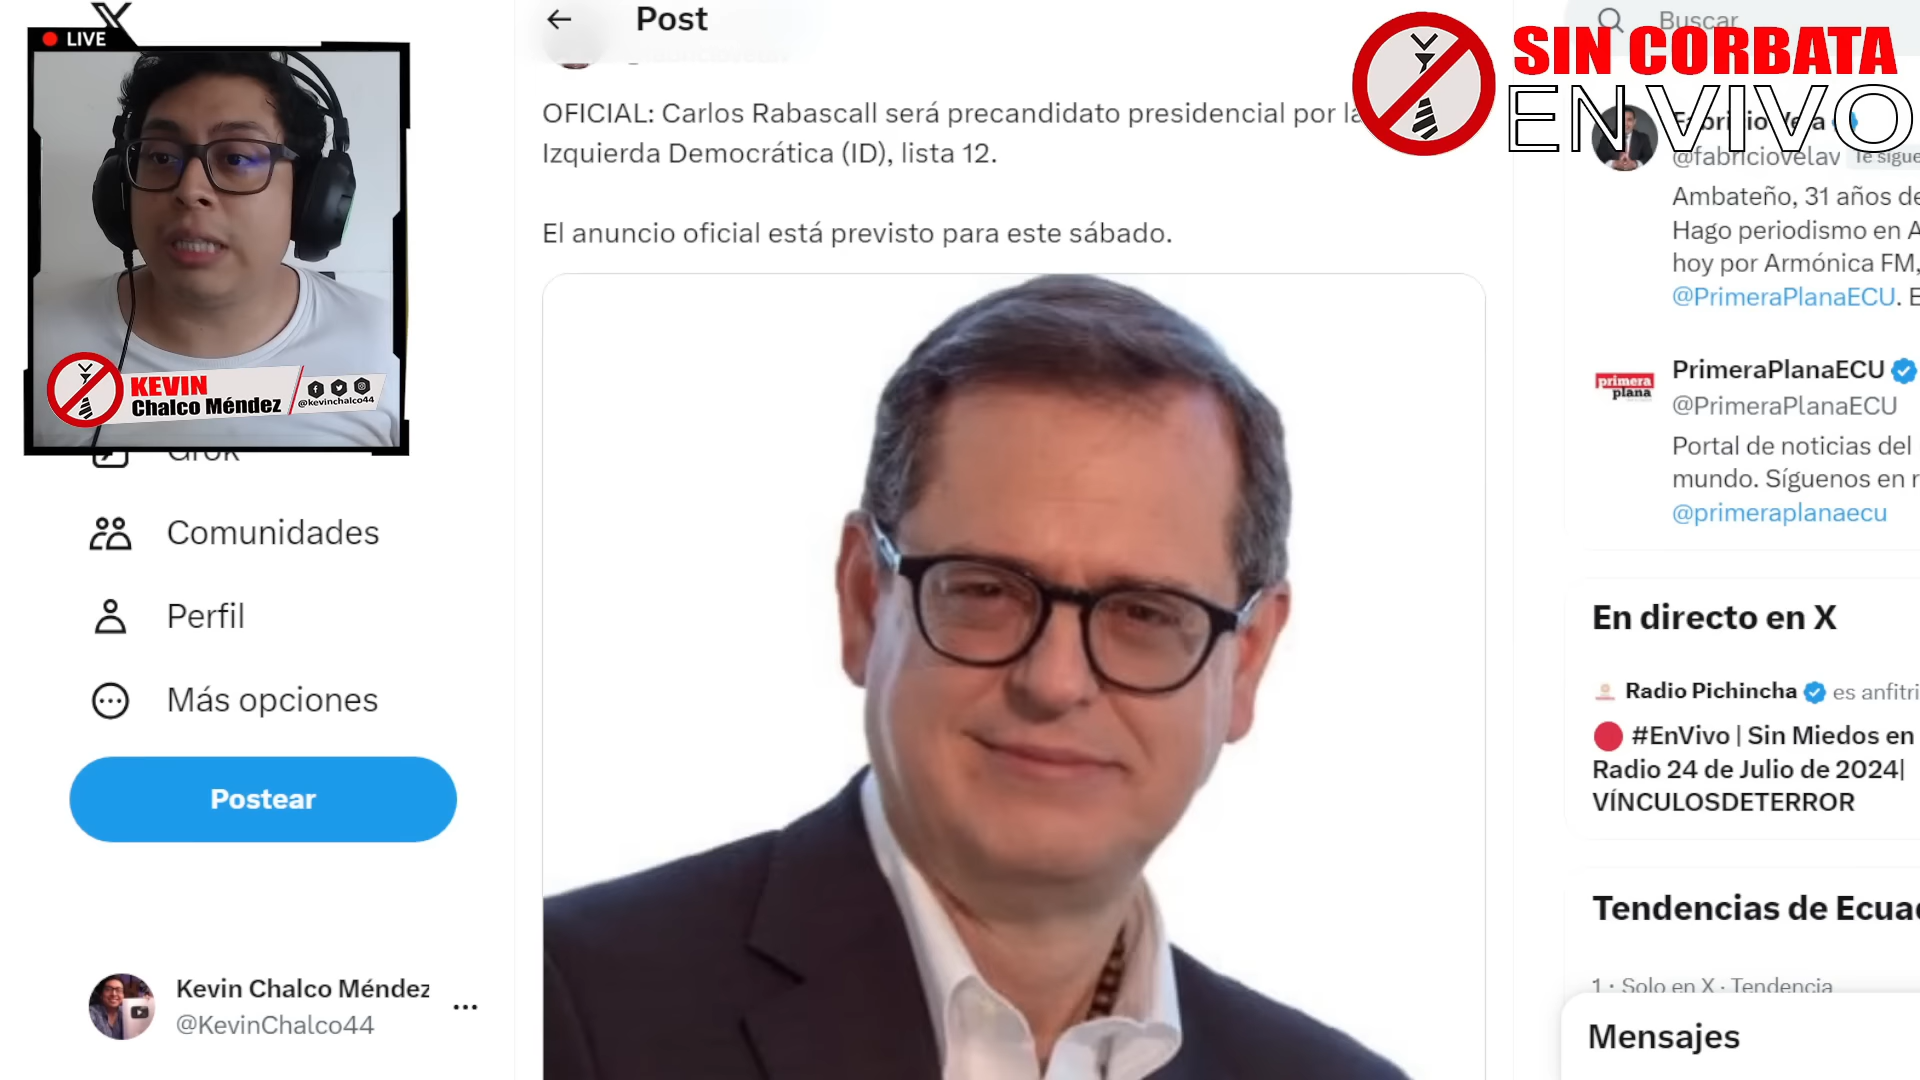 LIVE
KEVIN
Chalco Méndez
@kevinchalco44
Grok
Comunidades
Perfil
Más opciones
Postear
Kevin Chalco Méndez
@KevinChalco44
Post
OFICIAL: Carlos Rabascall será precandidato presidencial por la
Izquierda Democrática (ID), lista 12.
El anuncio oficial está previsto para este sábado.
SIN CORBATA
EN VIVO
Buscar
Fabricio Vela
@fabriciovelav Te sigue
Ambateño, 31 años de
Hago periodismo en A
hoy por Armónica FM,
@PrimeraPlanaECU. E
primera
plana
PrimeraPlanaECU
@PrimeraPlanaECU
Portal de noticias del
mundo. Síguenos en r
@primeraplanaecu
En directo en X
Radio Pichincha es anfitri
#EnVivo | Sin Miedos en
Radio 24 de Julio de 2024|
VÍNCULOSDETERROR
Tendencias de Ecuad
1 · Solo en X · Tendencia
Mensajes